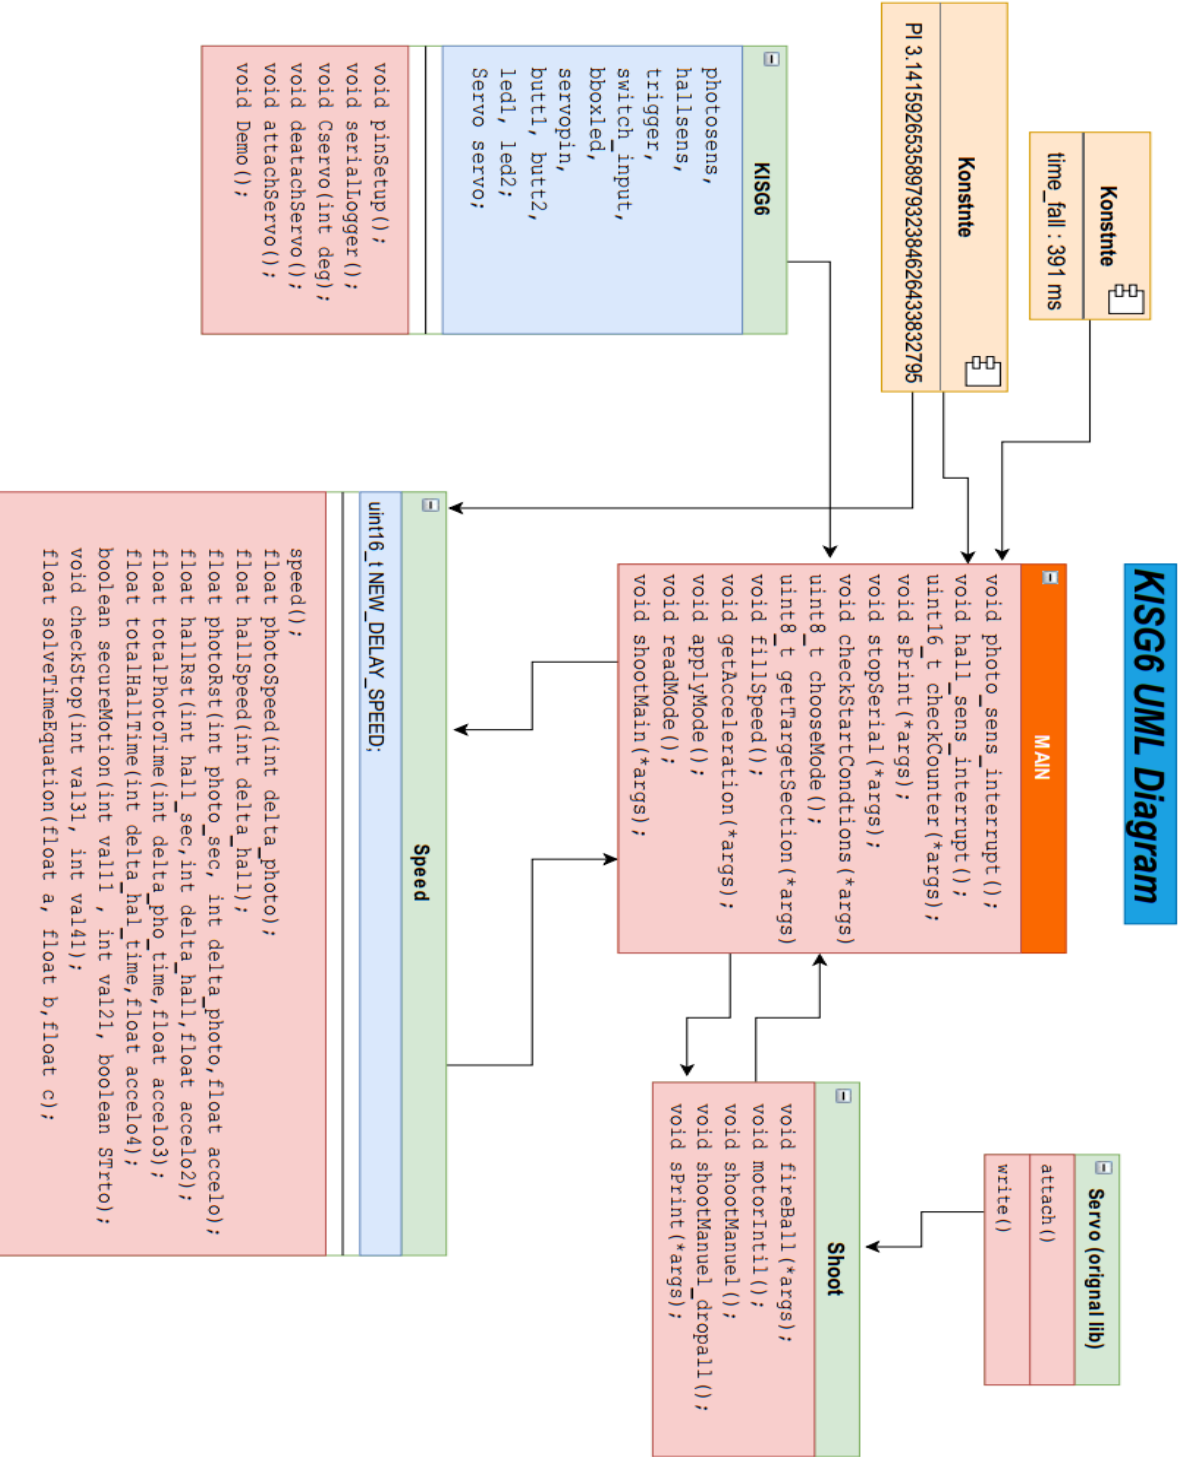 KISG6 UML Diagram
Konstnte
time_fall : 391 ms
Konstnte
PI 3.1415926535897932384626433832795
KISG6
photosens,
hallsens,
trigger,
switch_input,
bboxled,
servopin,
butt1, butt2,
led1, led2;
Servo servo;
void pinSetup();
void serialLogger();
void Cservo(int deg);
void deatachServo();
void attachServo();
void Demo();
MAIN
void photo_sens_interrupt();
void hall_sens_interrupt();
uint16_t checkCounter(*args);
void sPrint(*args);
void stopSerial(*args);
void checkStartCondtions(*args)
uint8_t chooseMode();
uint8_t getTargetSection(*args)
void fillSpeed();
void getAcceleration(*args);
void applyMode();
void readMode();
void shootMain(*args);
Servo (orignal lib)
attach()
write()
Shoot
void fireBall(*args);
void motorIntil();
void shootManuel();
void shootManuel_dropall();
void sPrint(*args);
Speed
uint16_t NEW_DELAY_SPEED;
speed();
float photoSpeed(int delta_photo);
float hallSpeed(int delta_hall);
float photoRst(int photo_sec, int delta_photo,float accelo);
float hallRst(int hall_sec,int delta_hall,float accelo2);
float totalPhotoTime(int delta_pho_time,float accelo3);
float totalHallTime(int delta_hal_time,float accelo4);
boolean secureMotion(int val11 , int val21, boolean STrto);
void checkStop(int val31, int val41);
float solveTimeEquation(float a, float b,float c);